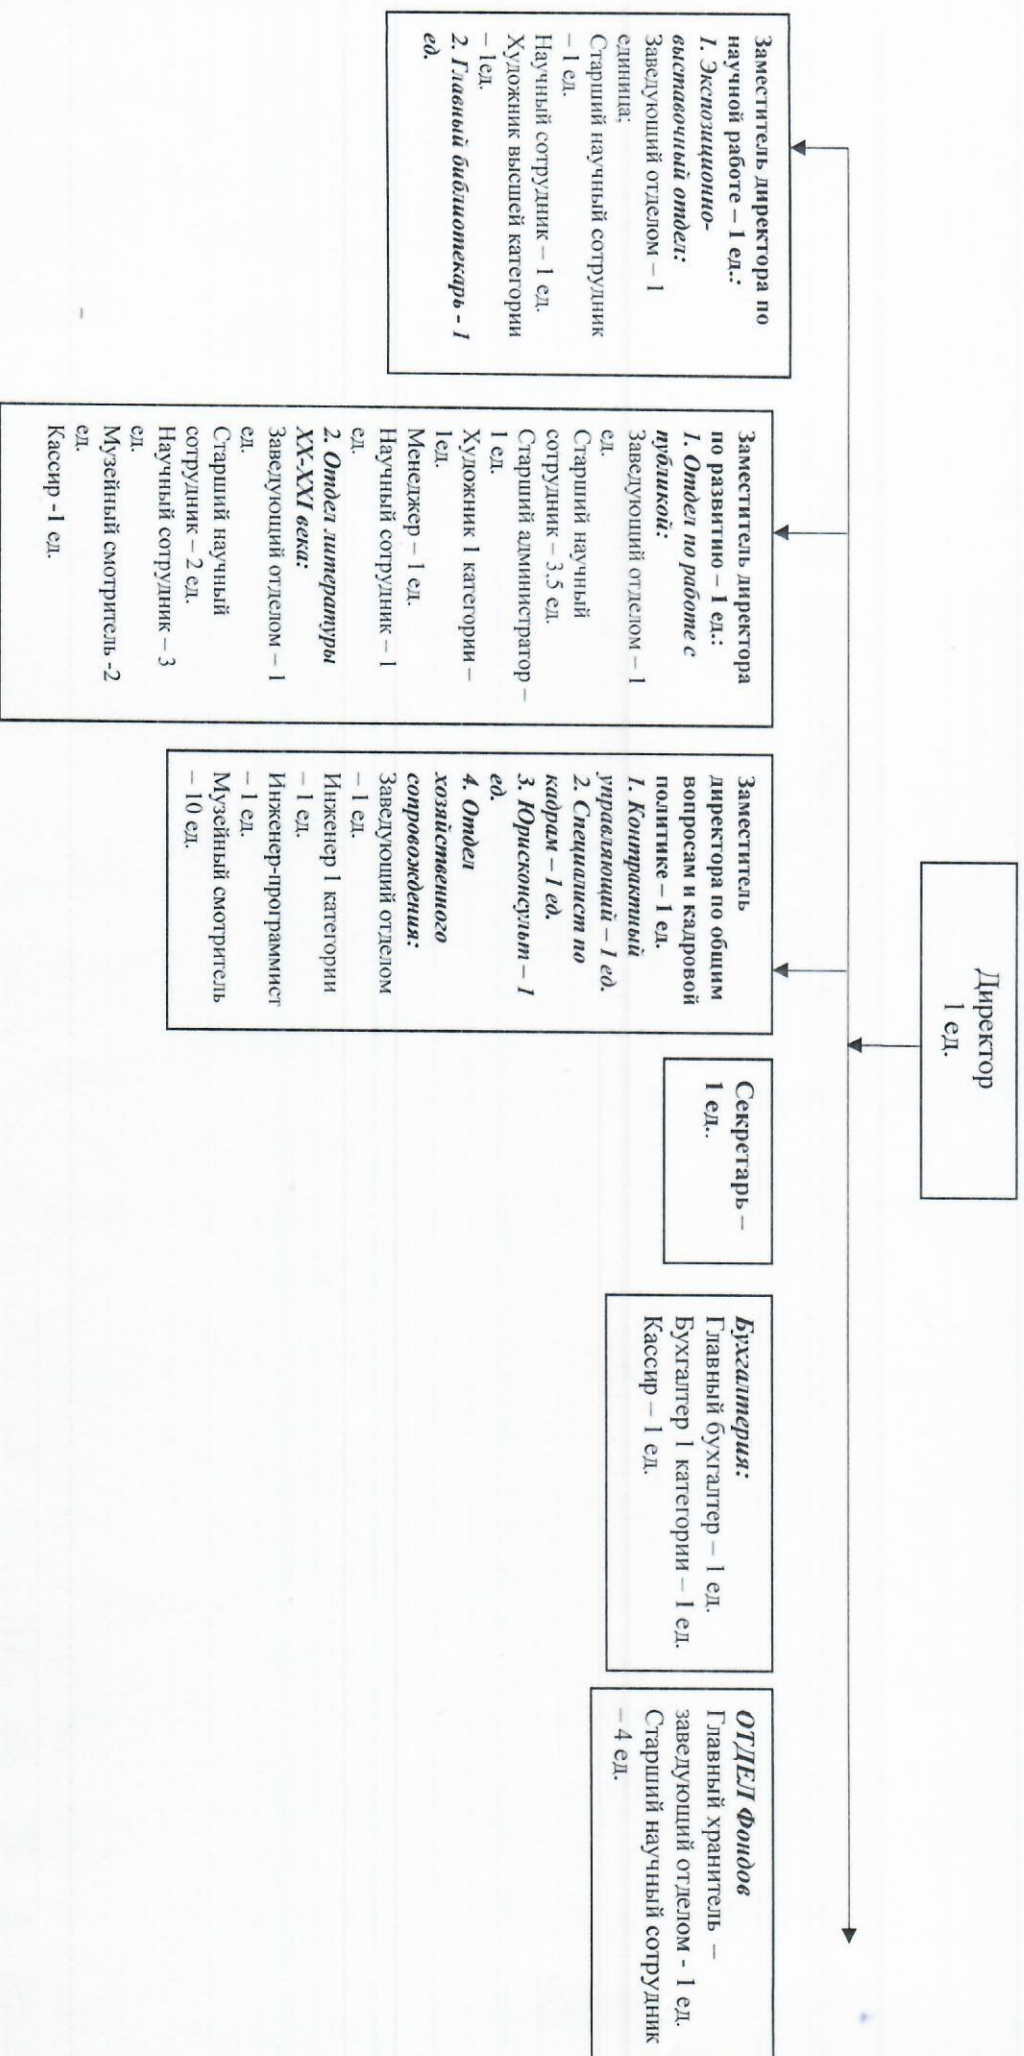 Директор
1 ед.
Заместитель директора по
научной работе – 1 ед.:
1. Экспозиционно-
выставочный отдел:
Заведующий отделом – 1
единица;
Старший научный сотрудник
– 1 ед.
Научный сотрудник – 1 ед.
Художник высшей категории
– 1ед.
2. Главный библиотекарь - 1
ед.
Заместитель директора
по развитию – 1 ед.:
1. Отдел по работе с
публикой:
Заведующий отделом – 1
ед.
Старший научный
сотрудник – 3,5 ед.
Старший администратор –
1 ед.
Художник 1 категории –
1ед.
Менеджер – 1 ед.
Научный сотрудник – 1
ед.
2. Отдел литературы
XX-XXI века:
Заведующий отделом – 1
ед.
Старший научный
сотрудник – 2 ед.
Научный сотрудник – 3
ед.
Музейный смотритель -2
ед.
Кассир -1 ед.
Заместитель
директора по общим
вопросам и кадровой
политике – 1 ед.
1. Контрактный
управляющий – 1 ед.
2. Специалист по
кадрам – 1 ед.
3. Юрисконсульт – 1
ед.
4. Отдел
хозяйственного
сопровождения:
Заведующий отделом
– 1 ед.
Инженер 1 категории
– 1 ед.
Инженер-программист
– 1 ед.
Музейный смотритель
– 10 ед.
Секретарь –
1 ед..
Бухгалтерия:
Главный бухгалтер – 1 ед.
Бухгалтер 1 категории – 1 ед.
Кассир – 1 ед.
ОТДЕЛ Фондов
Главный хранитель –
заведующий отделом - 1 ед.
Старший научный сотрудник
– 4 ед.